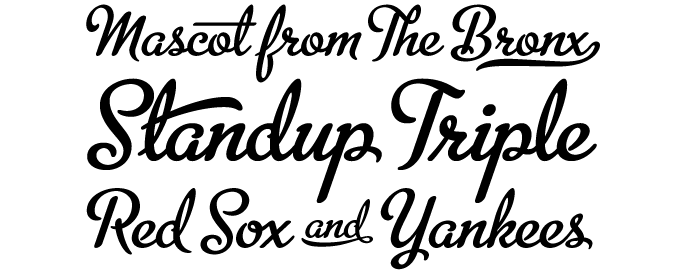 Mascot from The Bronx
Standup Triple
Red Sox and Yankees